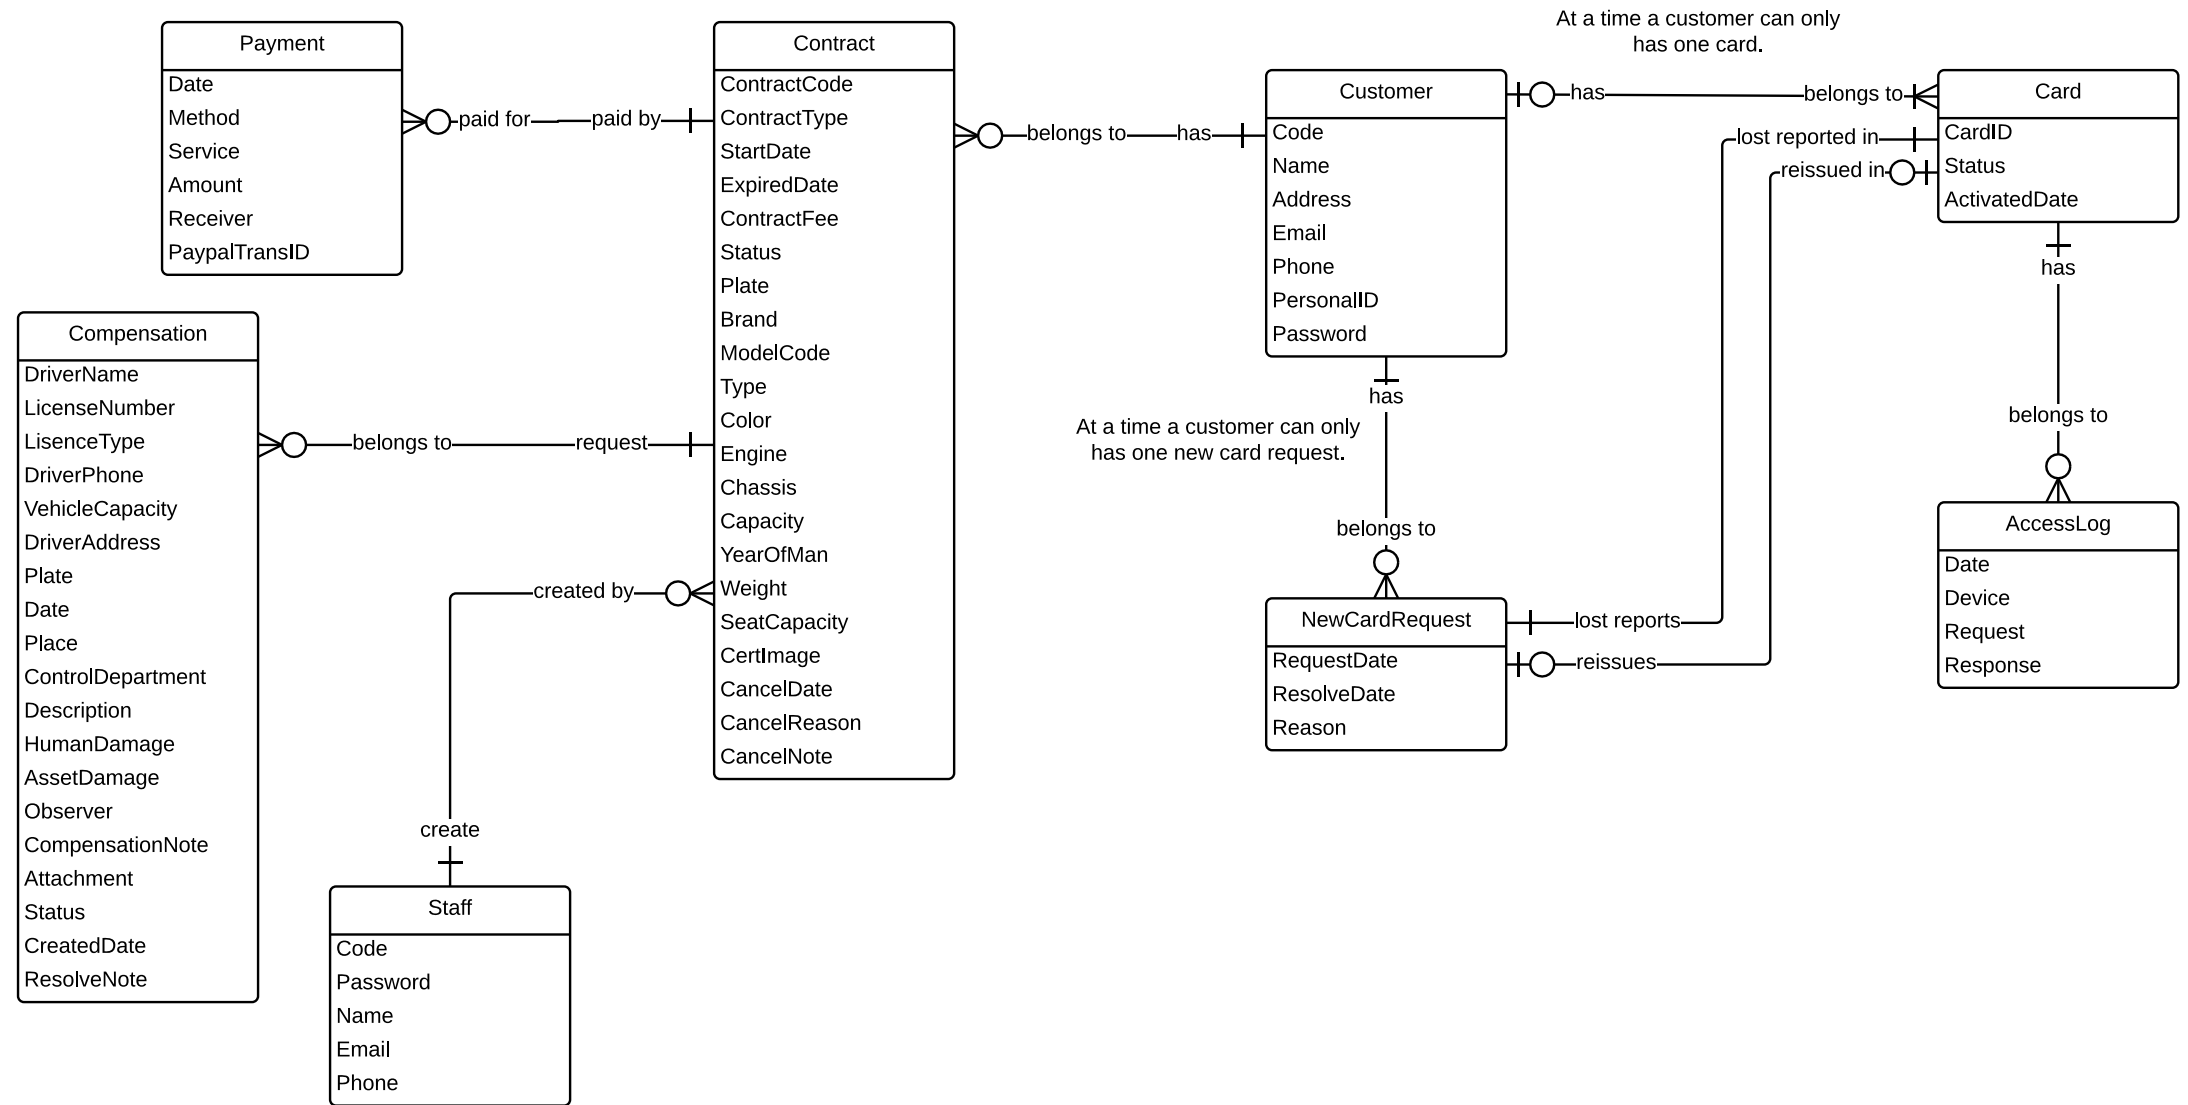 Payment
Date
Method
Service
Amount
Receiver
PaypalTransID
paid for
paid by
Contract
ContractCode
ContractType
StartDate
ExpiredDate
ContractFee
Status
Plate
Brand
ModelCode
Type
Color
Engine
Chassis
Capacity
YearOfMan
Weight
SeatCapacity
CertImage
CancelDate
CancelReason
CancelNote
belongs to
has
Customer
Code
Name
Address
Email
Phone
PersonalID
Password
At a time a customer can only
has one card.
has
belongs to
lost reported in
reissued in
Card
CardID
Status
ActivatedDate
has
belongs to
AccessLog
Date
Device
Request
Response
has
At a time a customer can only
has one new card request.
belongs to
NewCardRequest
RequestDate
ResolveDate
Reason
lost reports
reissues
Compensation
DriverName
LicenseNumber
LisenceType
DriverPhone
VehicleCapacity
DriverAddress
Plate
Date
Place
ControlDepartment
Description
HumanDamage
AssetDamage
Observer
CompensationNote
Attachment
Status
CreatedDate
ResolveNote
belongs to
request
created by
create
Staff
Code
Password
Name
Email
Phone